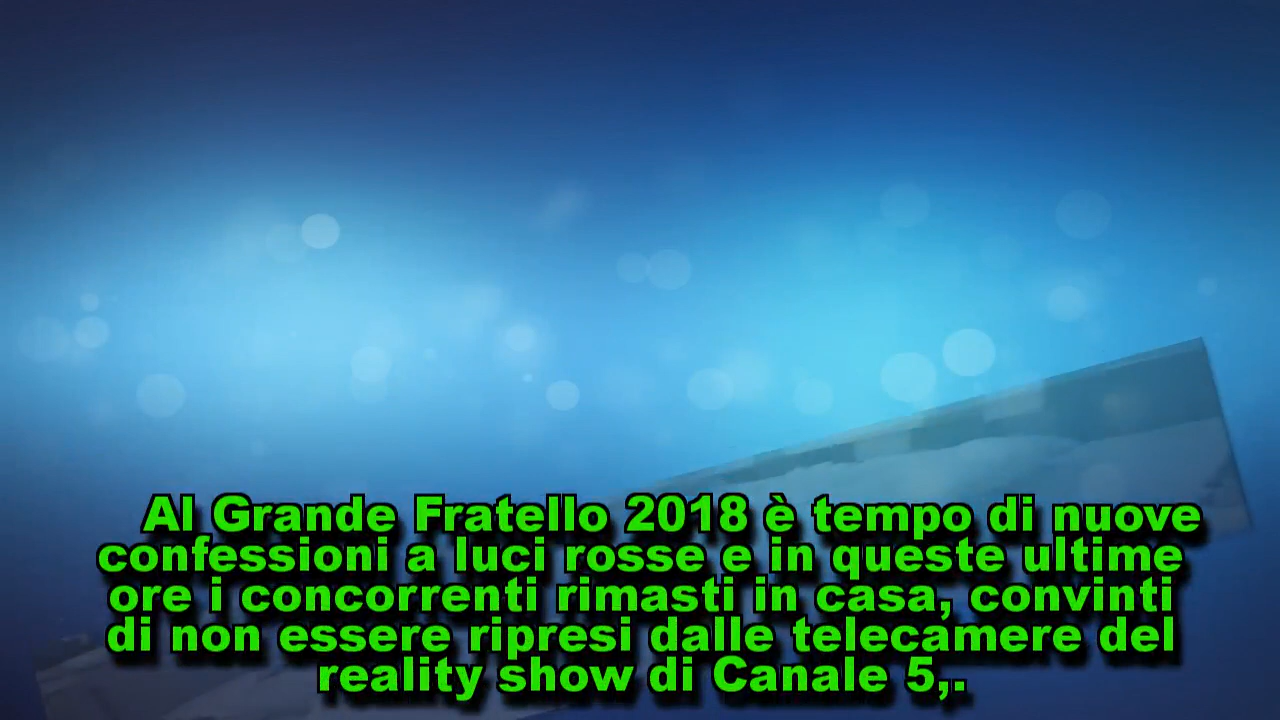 Al Grande Fratello 2018 è tempo di nuove
confessioni a luci rosse e in queste ultime
ore i concorrenti rimasti in casa, convinti
di non essere ripresi dalle telecamere del
reality show di Canale 5,.